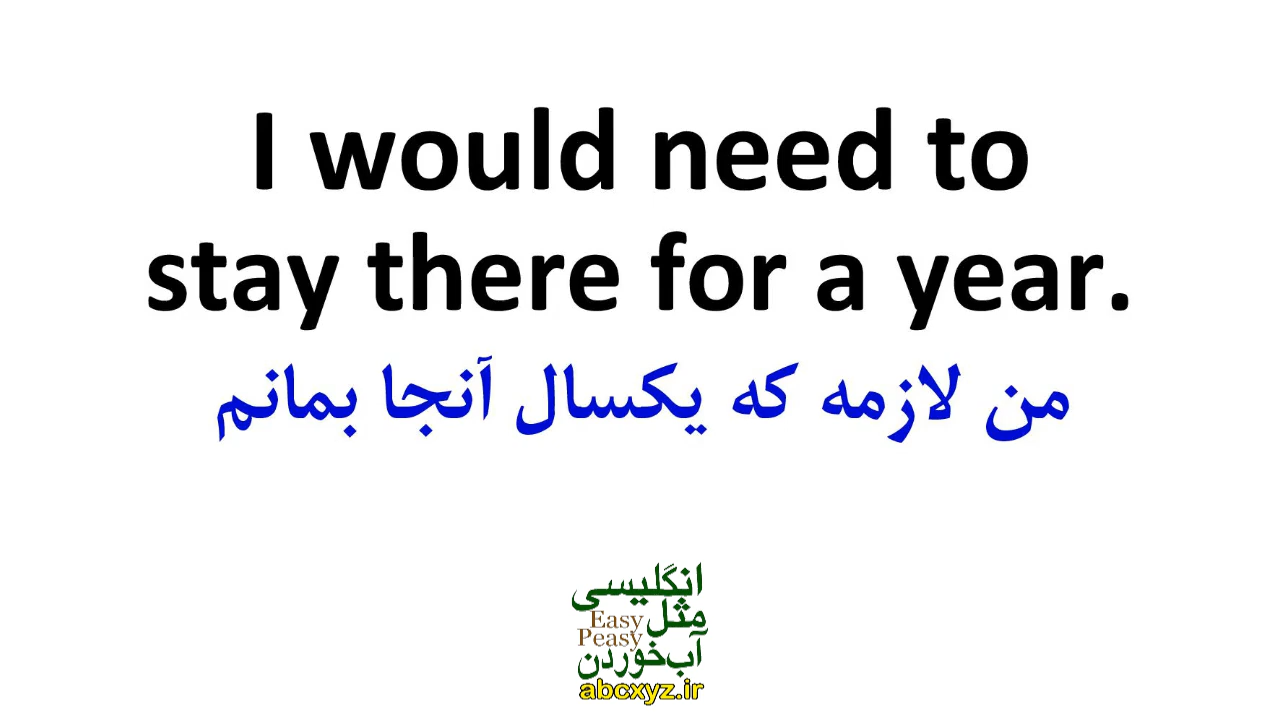 I would need to
stay there for a year.
من لازمه که یکسال آنجا بمانم
انگلیسی
مثل
Easy
Peasy
آب‌خوردن
abcxyz.ir